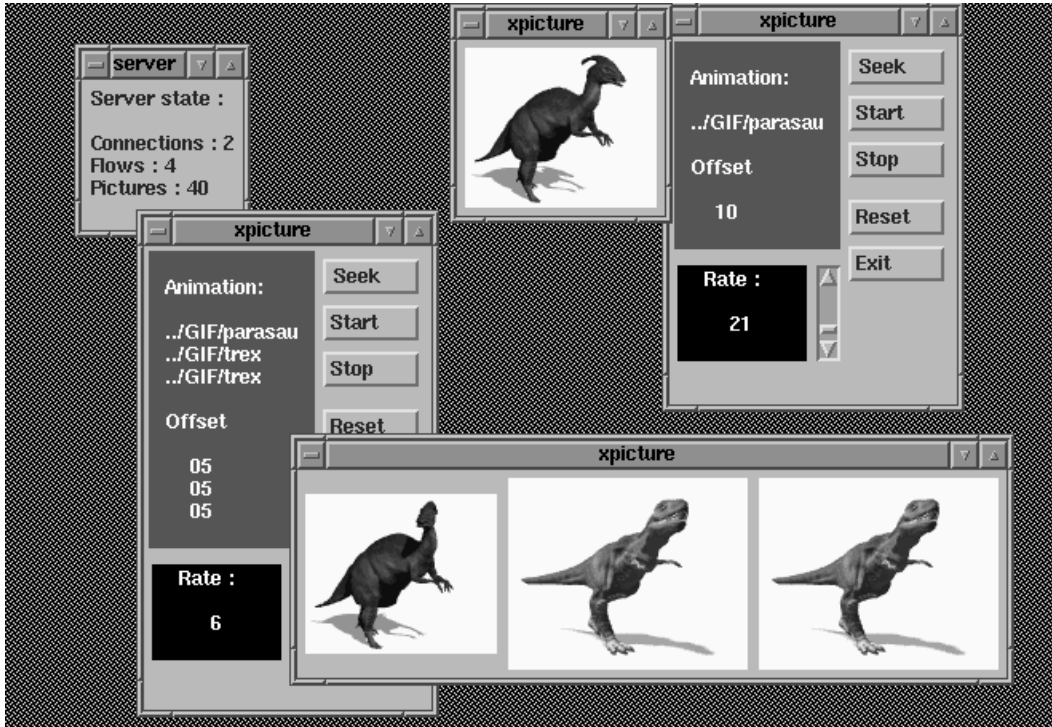 server
Server state :
Connections : 2
Flows : 4
Pictures : 40
xpicture
xpicture
Animation:
../GIF/parasau
Offset
10
Seek
Start
Stop
Reset
Exit
Rate :
21
xpicture
Animation:
../GIF/parasau
../GIF/trex
../GIF/trex
Offset
05
05
05
Seek
Start
Stop
Reset
Rate :
6
xpicture